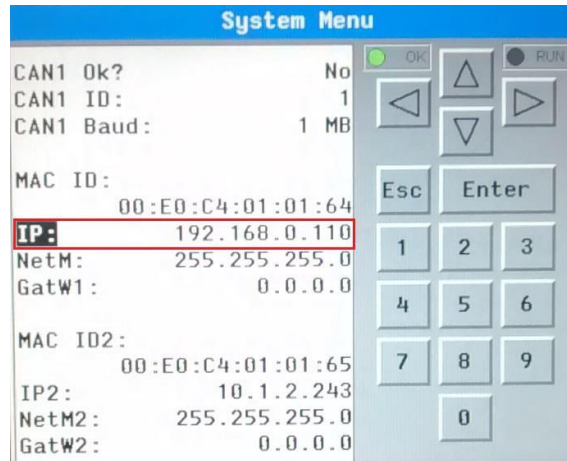 System Menu
CAN1 Ok? No
CAN1 ID: 1
CAN1 Baud: 1 MB
MAC ID:
00:E0:C4:01:01:64
IP: 192.168.0.110
NetM: 255.255.255.0
GatW1: 0.0.0.0
MAC ID2:
00:E0:C4:01:01:65
IP2: 10.1.2.243
NetM2: 255.255.255.0
GatW2: 0.0.0.0
OK RUN
Esc Enter
1 2 3
4 5 6
7 8 9
0